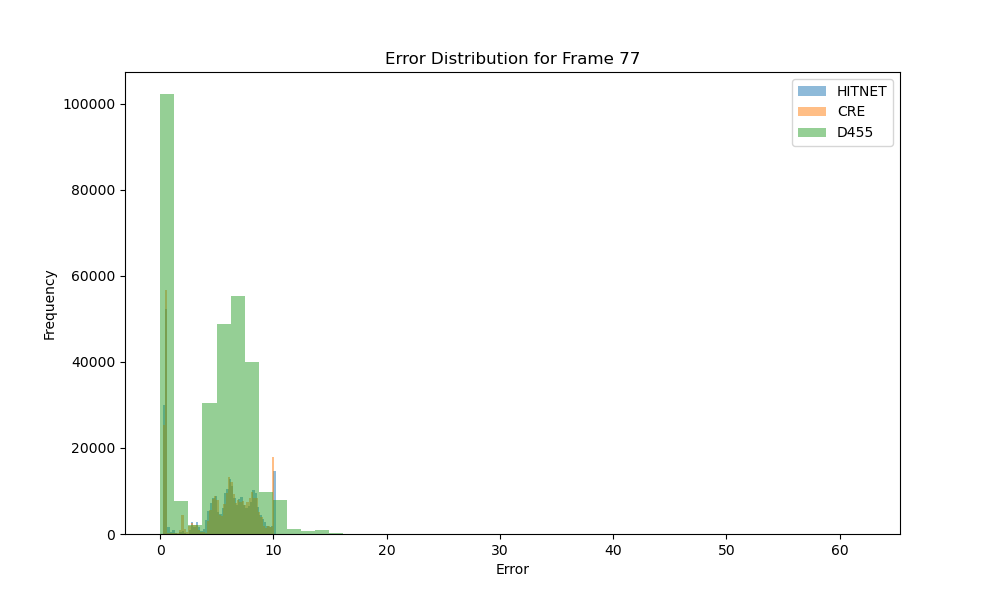 Error Distribution for Frame 77
HITNET
CRE
D455
100000
80000
60000
40000
20000
0
Frequency
0 10 20 30 40 50 60
Error